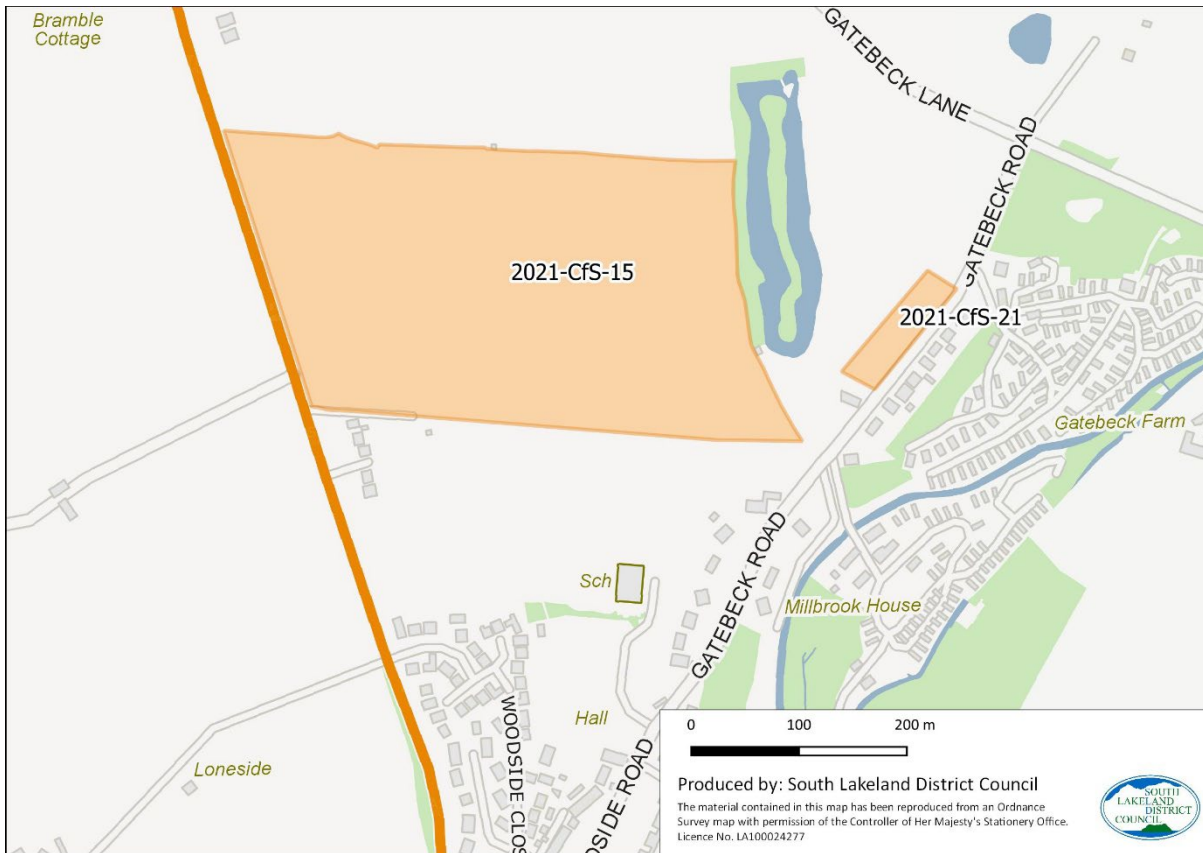 Bramble
Cottage
GATEBECK LANE
GATEBECK ROAD
2021-CfS-15
2021-CfS-21
Gatebeck Farm
Sch
GATEBECK ROAD
Millbrook House
WOODSIDE CLOS
Hall
DSIDE ROAD
Loneside
0 100 200 m
Produced by: South Lakeland District Council
The material contained in this map has been reproduced from an Ordnance
Survey map with permission of the Controller of Her Majesty's Stationery Office.
Licence No. LA100024277
SOUTH
LAKELAND
DISTRICT
COUNCIL